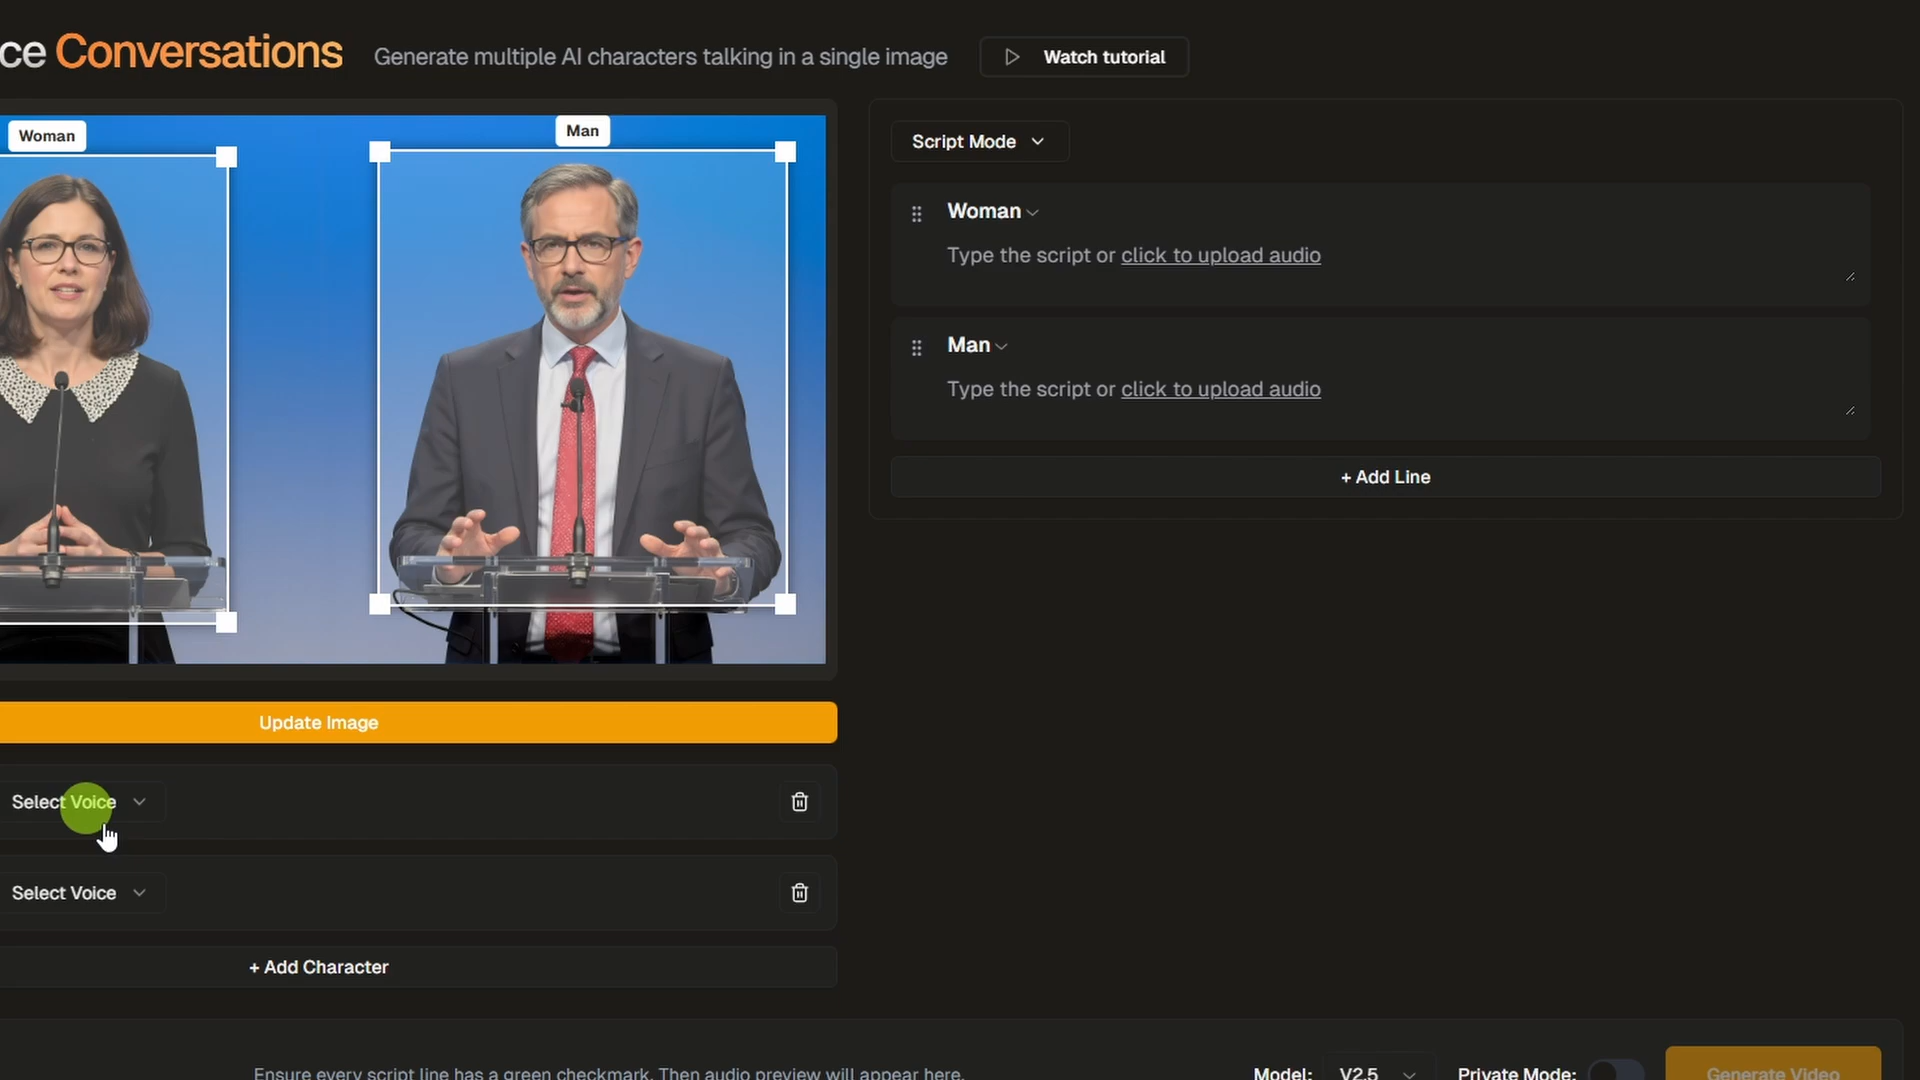 ce Conversations
Generate multiple AI characters talking in a single image
Watch tutorial
Woman
Man
Script Mode
Woman
Type the script or click to upload audio
Man
Type the script or click to upload audio
+ Add Line
Update Image
Select Voice
Select Voice
+ Add Character
Ensure every script line has a green checkmark. Then audio preview will appear here.
Model: V2.5
Private Mode:
Generate Video